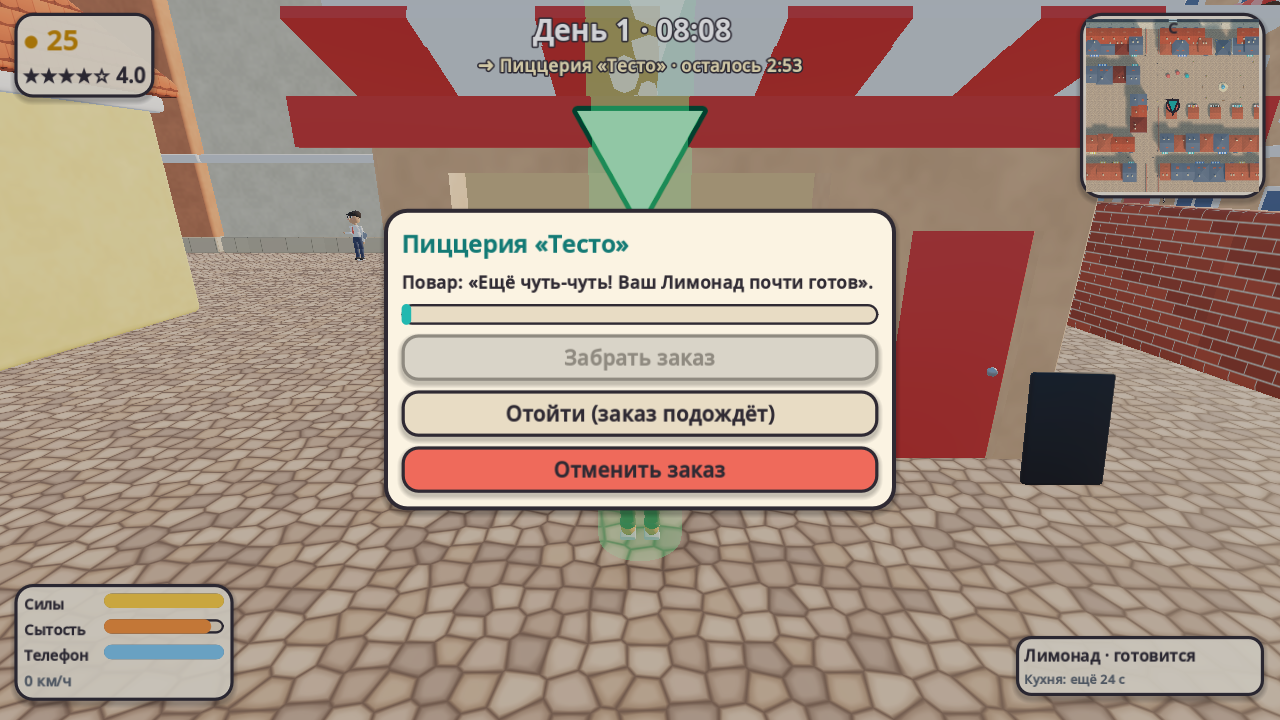 25
★★★★☆ 4.0
День 1 · 08:08
→ Пиццерия «Тесто» · осталось 2:53
С
Пиццерия «Тесто»
Повар: «Ещё чуть-чуть! Ваш Лимонад почти готов».
Забрать заказ
Отойти (заказ подождёт)
Отменить заказ
Силы
Сытость
Телефон
0 км/ч
Лимонад · готовится
Кухня: ещё 24 с